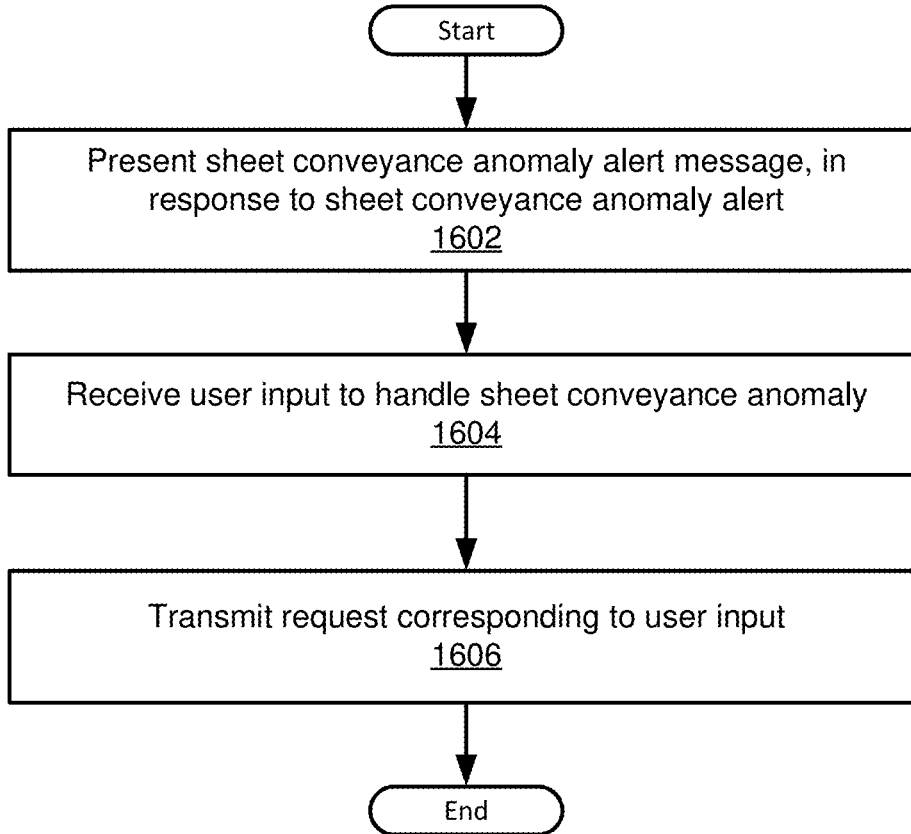 Start
Present sheet conveyance anomaly alert message, in
response to sheet conveyance anomaly alert
1602
Receive user input to handle sheet conveyance anomaly
1604
Transmit request corresponding to user input
1606
End